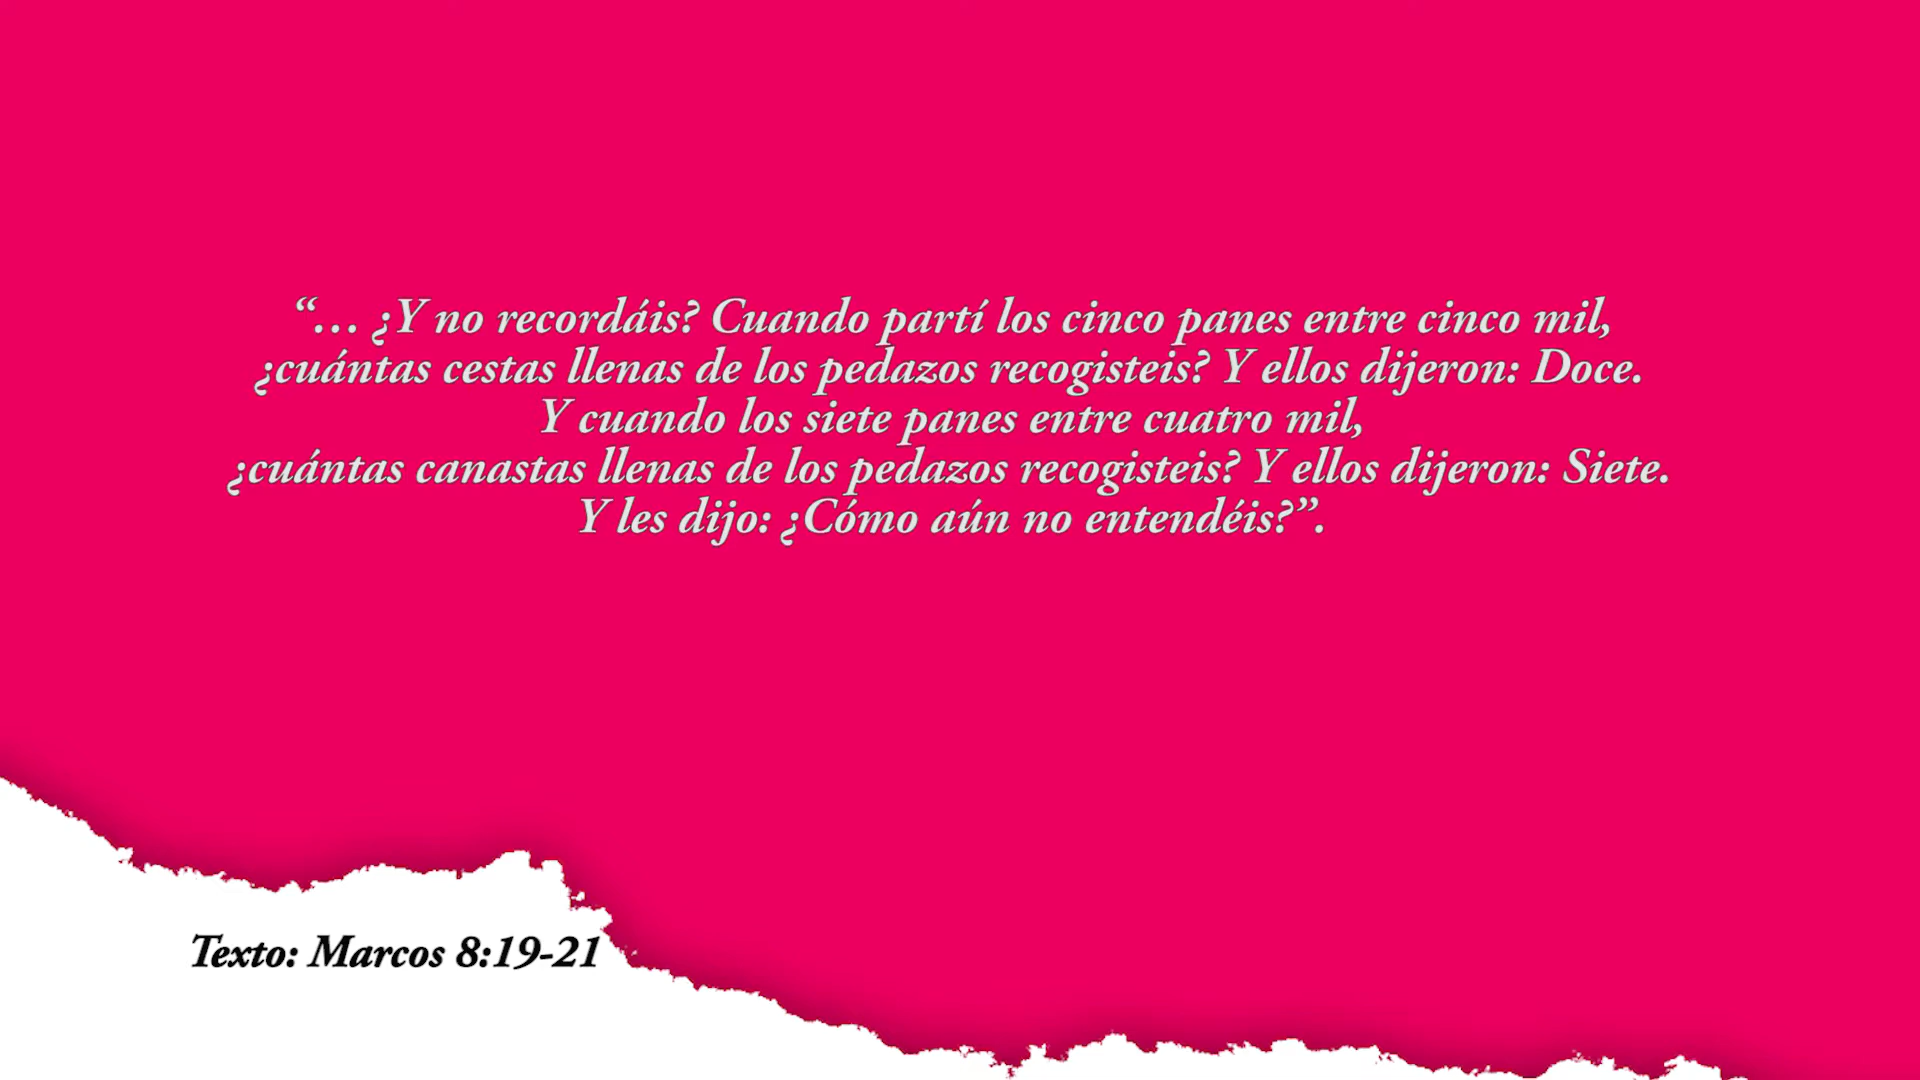 “… ¿Y no recordáis? Cuando partí los cinco panes entre cinco mil,
¿cuántas cestas llenas de los pedazos recogisteis? Y ellos dijeron: Doce.
Y cuando los siete panes entre cuatro mil,
¿cuántas canastas llenas de los pedazos recogisteis? Y ellos dijeron: Siete.
Y les dijo: ¿Cómo aún no entendéis?”.
Texto: Marcos 8:19-21